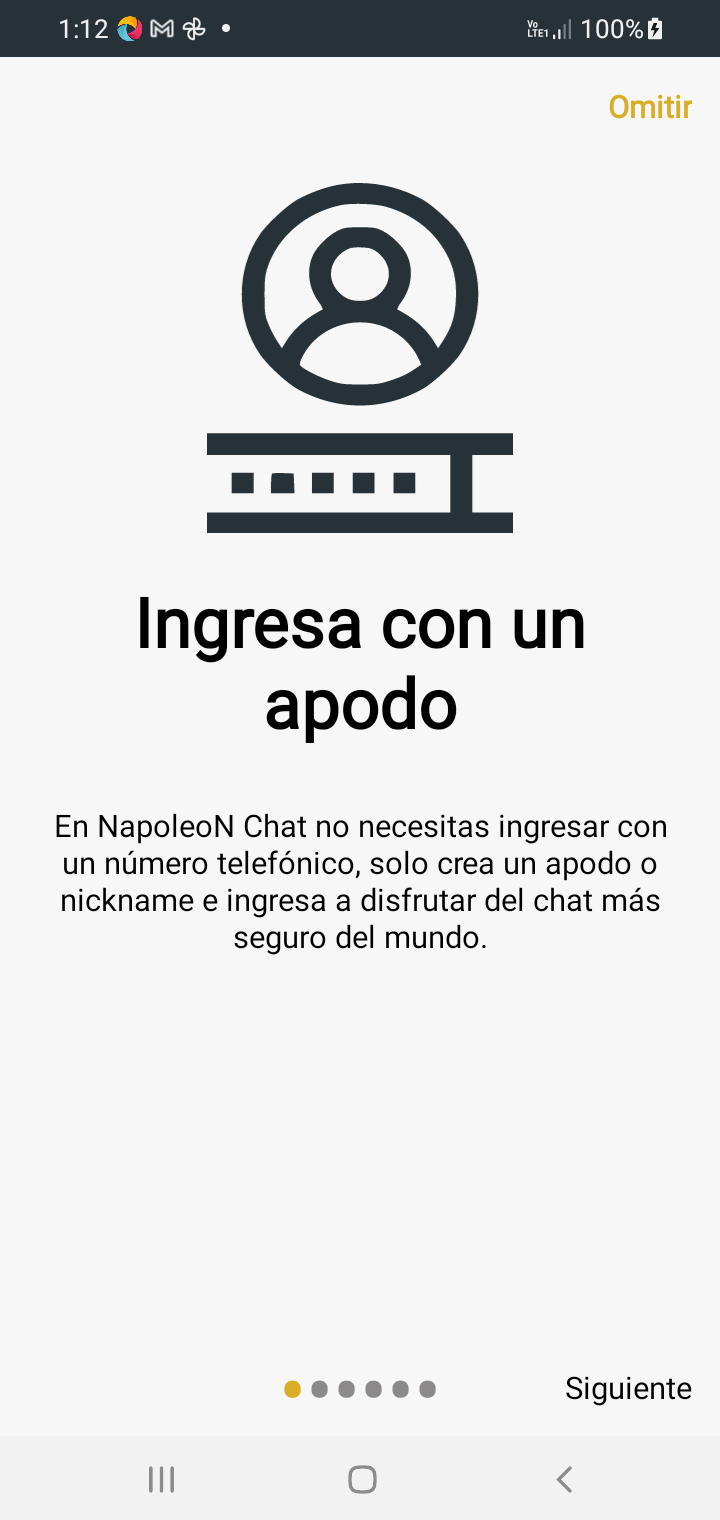 1:12
Vo
LTE1
100%
Omitir
Ingresa con un
apodo
En NapoleoN Chat no necesitas ingresar con
un número telefónico, solo crea un apodo o
nickname e ingresa a disfrutar del chat más
seguro del mundo.
Siguiente